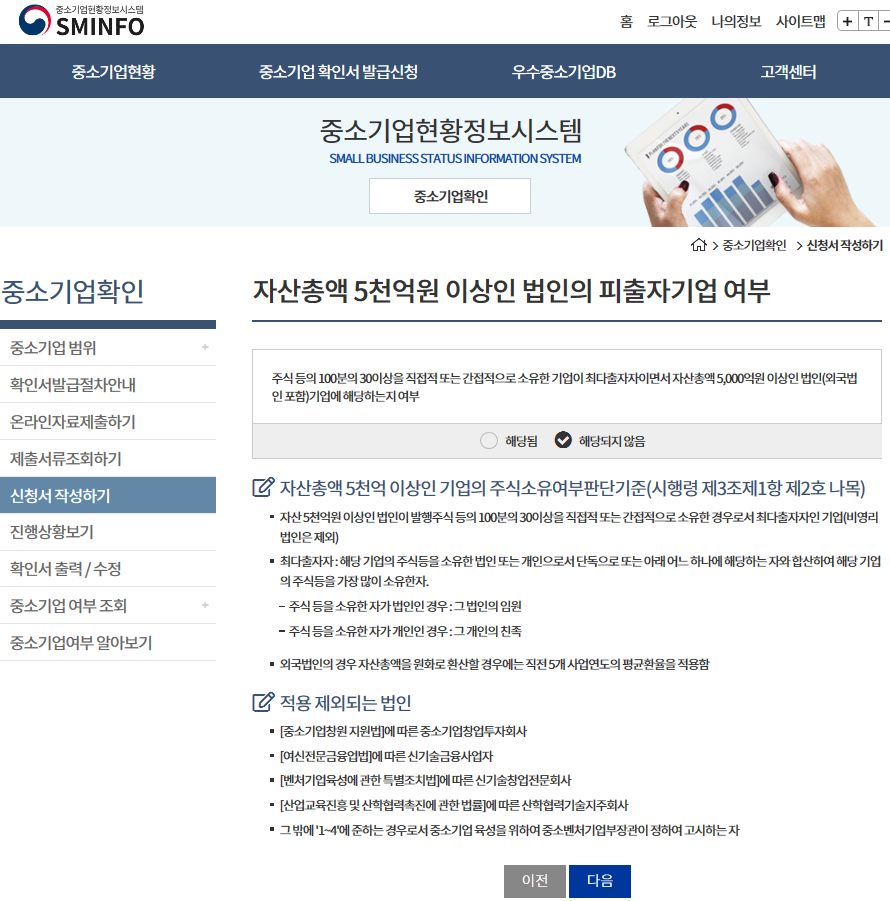 중소기업현황정보시스템
SMINFO
홈 로그아웃 나의정보 사이트맵 + T −
중소기업현황 중소기업 확인서 발급신청 우수중소기업DB 고객센터
중소기업현황정보시스템
SMALL BUSINESS STATUS INFORMATION SYSTEM
중소기업확인
> 중소기업확인 > 신청서 작성하기
중소기업확인
중소기업 범위 +
확인서발급절차안내
온라인자료제출하기
제출서류조회하기
신청서 작성하기
진행상황보기
확인서 출력 / 수정
중소기업 여부 조회 +
중소기업여부 알아보기
자산총액 5천억원 이상인 법인의 피출자기업 여부
주식 등의 100분의 30이상을 직접적 또는 간접적으로 소유한 기업이 최다출자자이면서 자산총액 5,000억원 이상인 법인(외국법
인 포함)기업에 해당하는지 여부
해당됨 해당되지 않음
자산총액 5천억 이상인 기업의 주식소유여부판단기준(시행령 제3조제1항 제2호 나목)
자산 5천억원 이상인 법인이 발행주식 등의 100분의 30이상을 직접적 또는 간접적으로 소유한 경우로서 최다출자자인 기업(비영리
법인은 제외)
최다출자자 : 해당 기업의 주식등을 소유한 법인 또는 개인으로서 단독으로 또는 아래 어느 하나에 해당하는 자와 합산하여 해당 기업
의 주식등을 가장 많이 소유한자.
− 주식 등을 소유한 자가 법인인 경우 : 그 법인의 임원
− 주식 등을 소유한 자가 개인인 경우 : 그 개인의 친족
외국법인의 경우 자산총액을 원화로 환산할 경우에는 직전 5개 사업연도의 평균환율을 적용함
적용 제외되는 법인
[중소기업창원 지원법]에 따른 중소기업창업투자회사
[여신전문금융업법]에 따른 신기술금융사업자
[벤처기업육성에 관한 특별조치법]에 따른 신기술창업전문회사
[산업교육진흥 및 산학협력촉진에 관한 법률]에 따른 산학협력기술지주회사
그 밖에 '1~4'에 준하는 경우로서 중소기업 육성을 위하여 중소벤처기업부장관이 정하여 고시하는 자
이전 다음